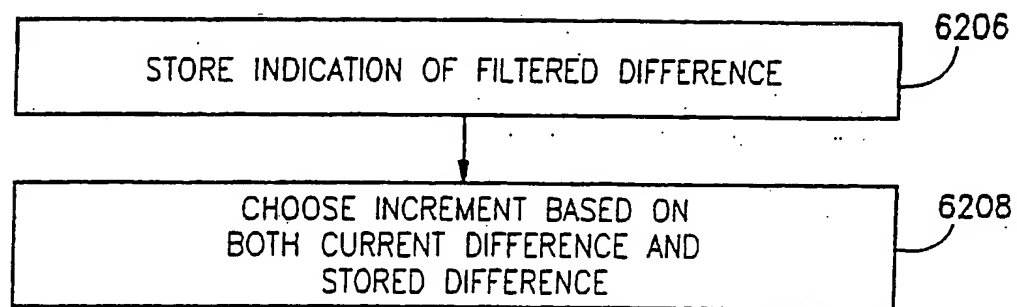 6206
STORE INDICATION OF FILTERED DIFFERENCE
6208
CHOOSE INCREMENT BASED ON
BOTH CURRENT DIFFERENCE AND
STORED DIFFERENCE